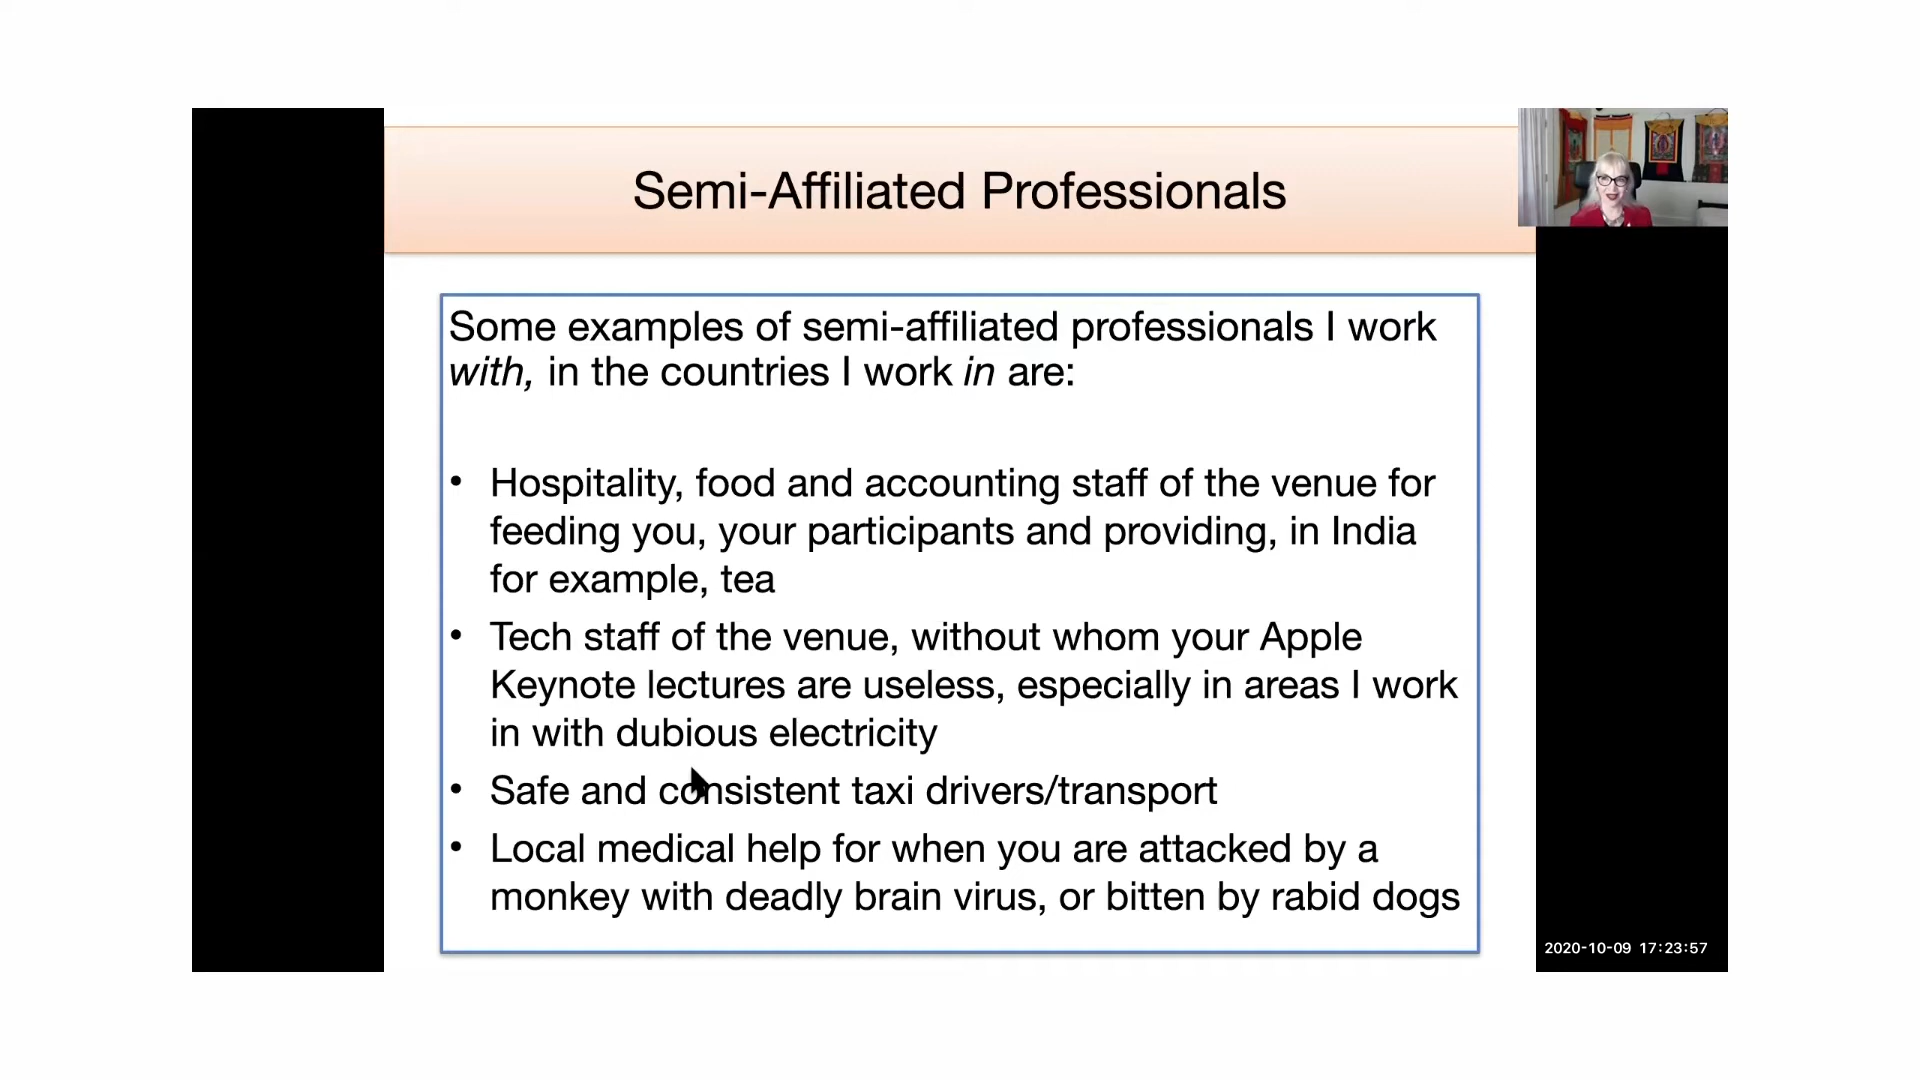 Semi-Affiliated Professionals
Some examples of semi-affiliated professionals I work
with, in the countries I work in are:
• Hospitality, food and accounting staff of the venue for
feeding you, your participants and providing, in India
for example, tea
• Tech staff of the venue, without whom your Apple
Keynote lectures are useless, especially in areas I work
in with dubious electricity
• Safe and consistent taxi drivers/transport
• Local medical help for when you are attacked by a
monkey with deadly brain virus, or bitten by rabid dogs
2020-10-09 17:23:57